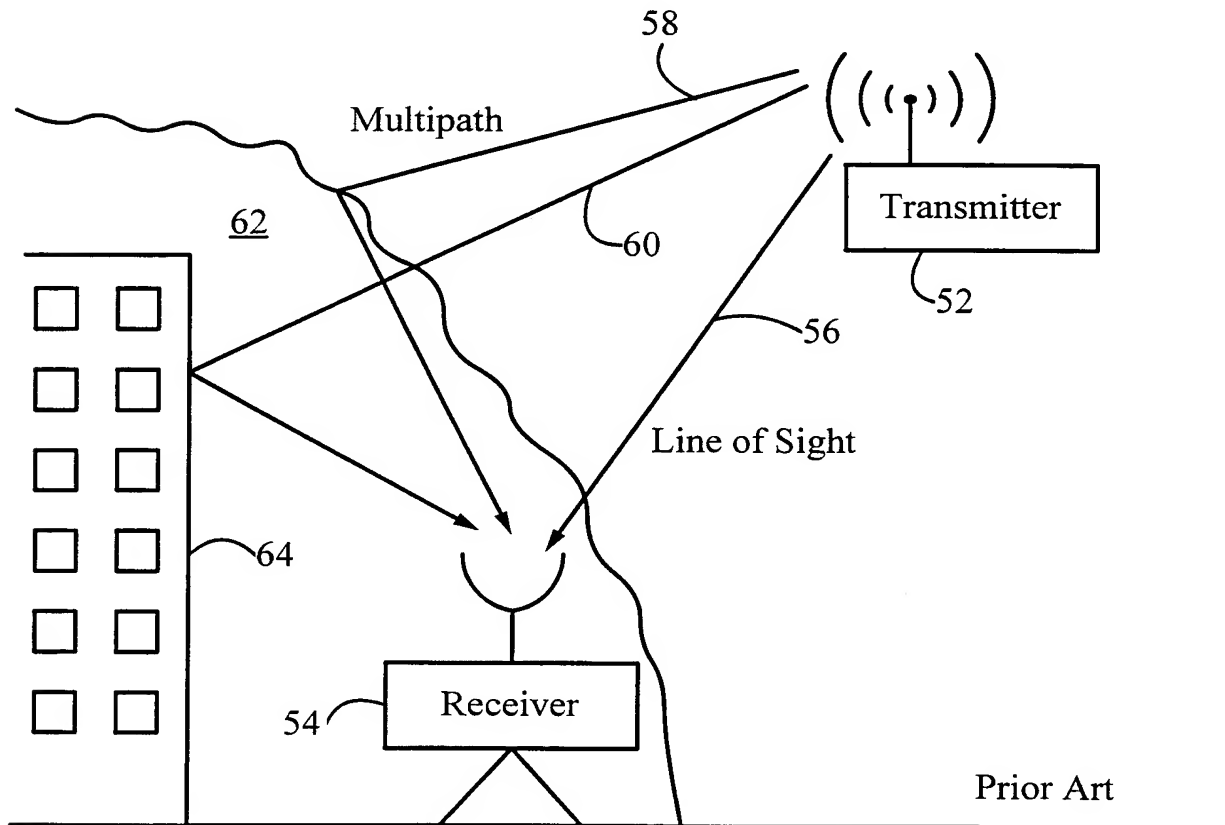 58
Multipath
Transmitter
62
60
52
56
Line of Sight
64
Receiver
54
Prior Art